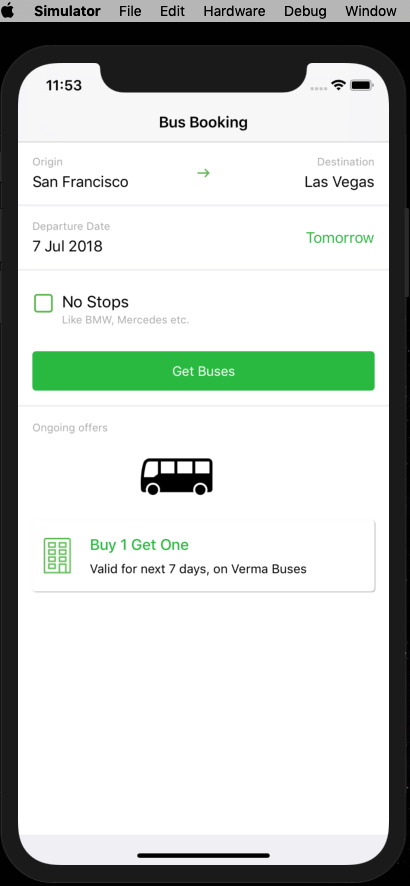 Simulator File Edit Hardware Debug Window
11:53
Bus Booking
Origin Destination
San Francisco → Las Vegas
Departure Date
7 Jul 2018 Tomorrow
No Stops
Like BMW, Mercedes etc.
Get Buses
Ongoing offers
Buy 1 Get One
Valid for next 7 days, on Verma Buses